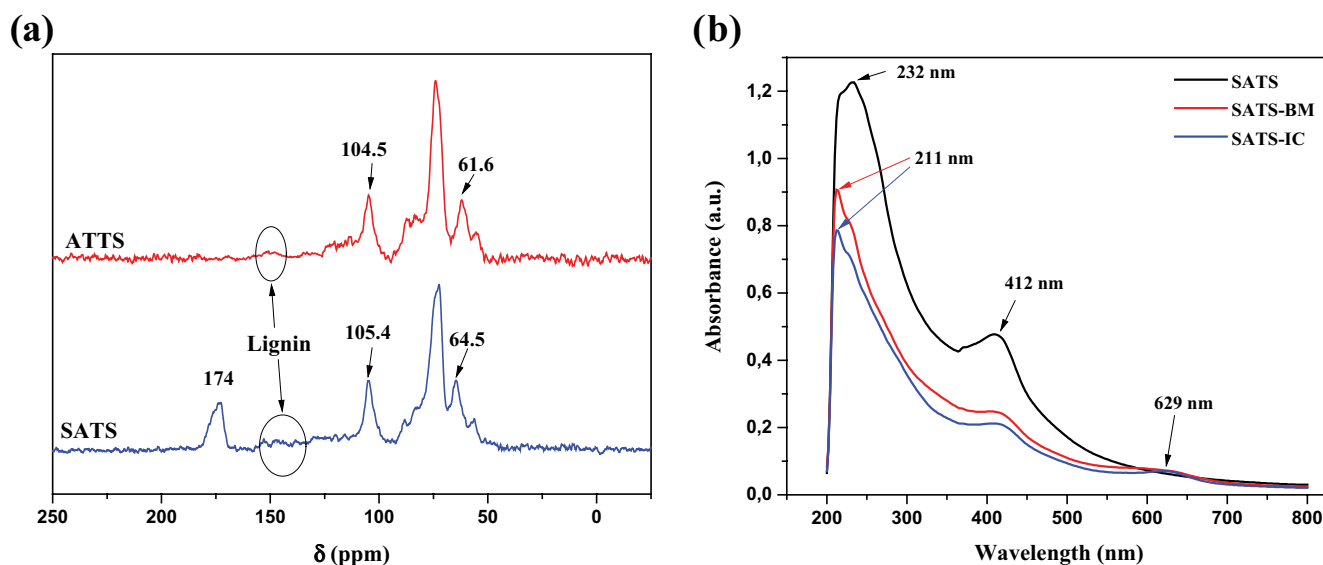 (a)
ATTS
104.5
61.6
Lignin
174
105.4
64.5
SATS
250
200
150
100
50
0
δ (ppm)
(b)
232 nm
SATS
SATS-BM
SATS-IC
211 nm
412 nm
629 nm
1,2
1,0
0,8
0,6
0,4
0,2
0,0
Absorbance (a.u.)
200
300
400
500
600
700
800
Wavelength (nm)